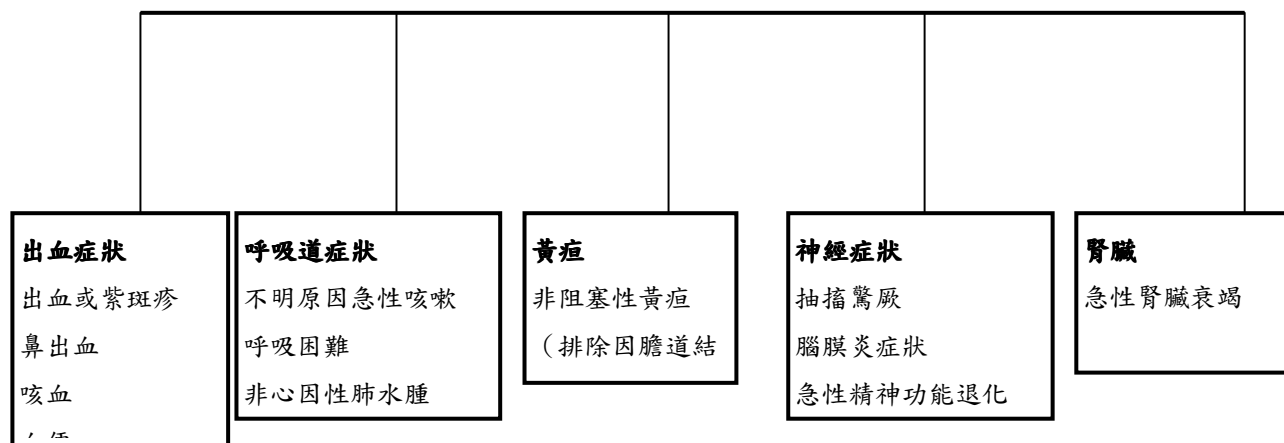 出血症狀
出血或紫斑疹
鼻出血
咳血
呼吸道症狀
不明原因急性咳嗽
呼吸困難
非心因性肺水腫
黃疸
非阻塞性黃疸
（排除因膽道結
神經症狀
抽搐驚厥
腦膜炎症狀
急性精神功能退化
腎臟
急性腎臟衰竭